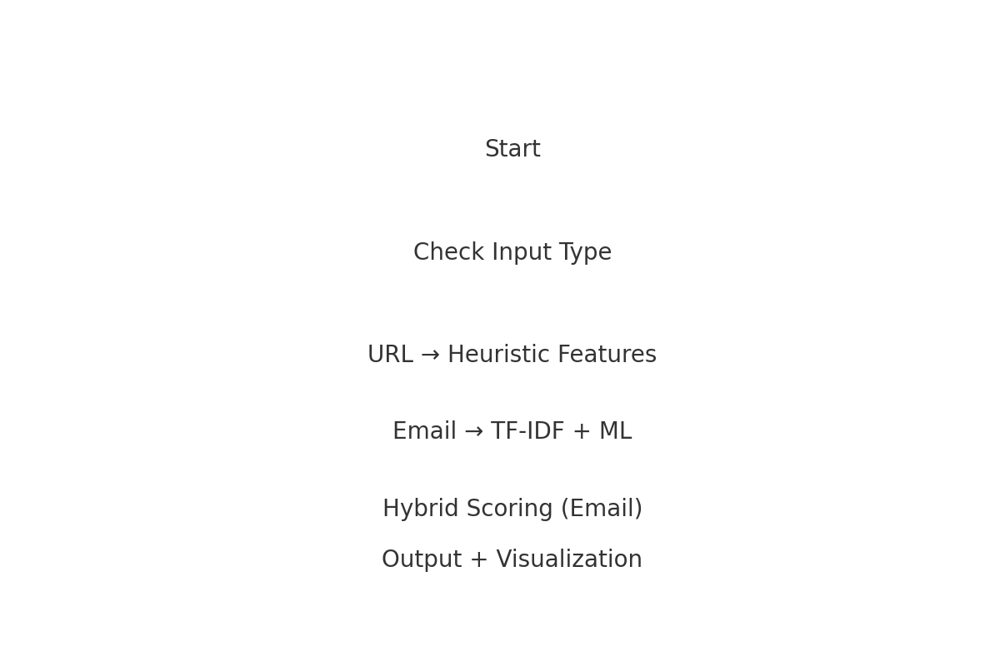 Start
Check Input Type
URL → Heuristic Features
Email → TF-IDF + ML
Hybrid Scoring (Email)
Output + Visualization